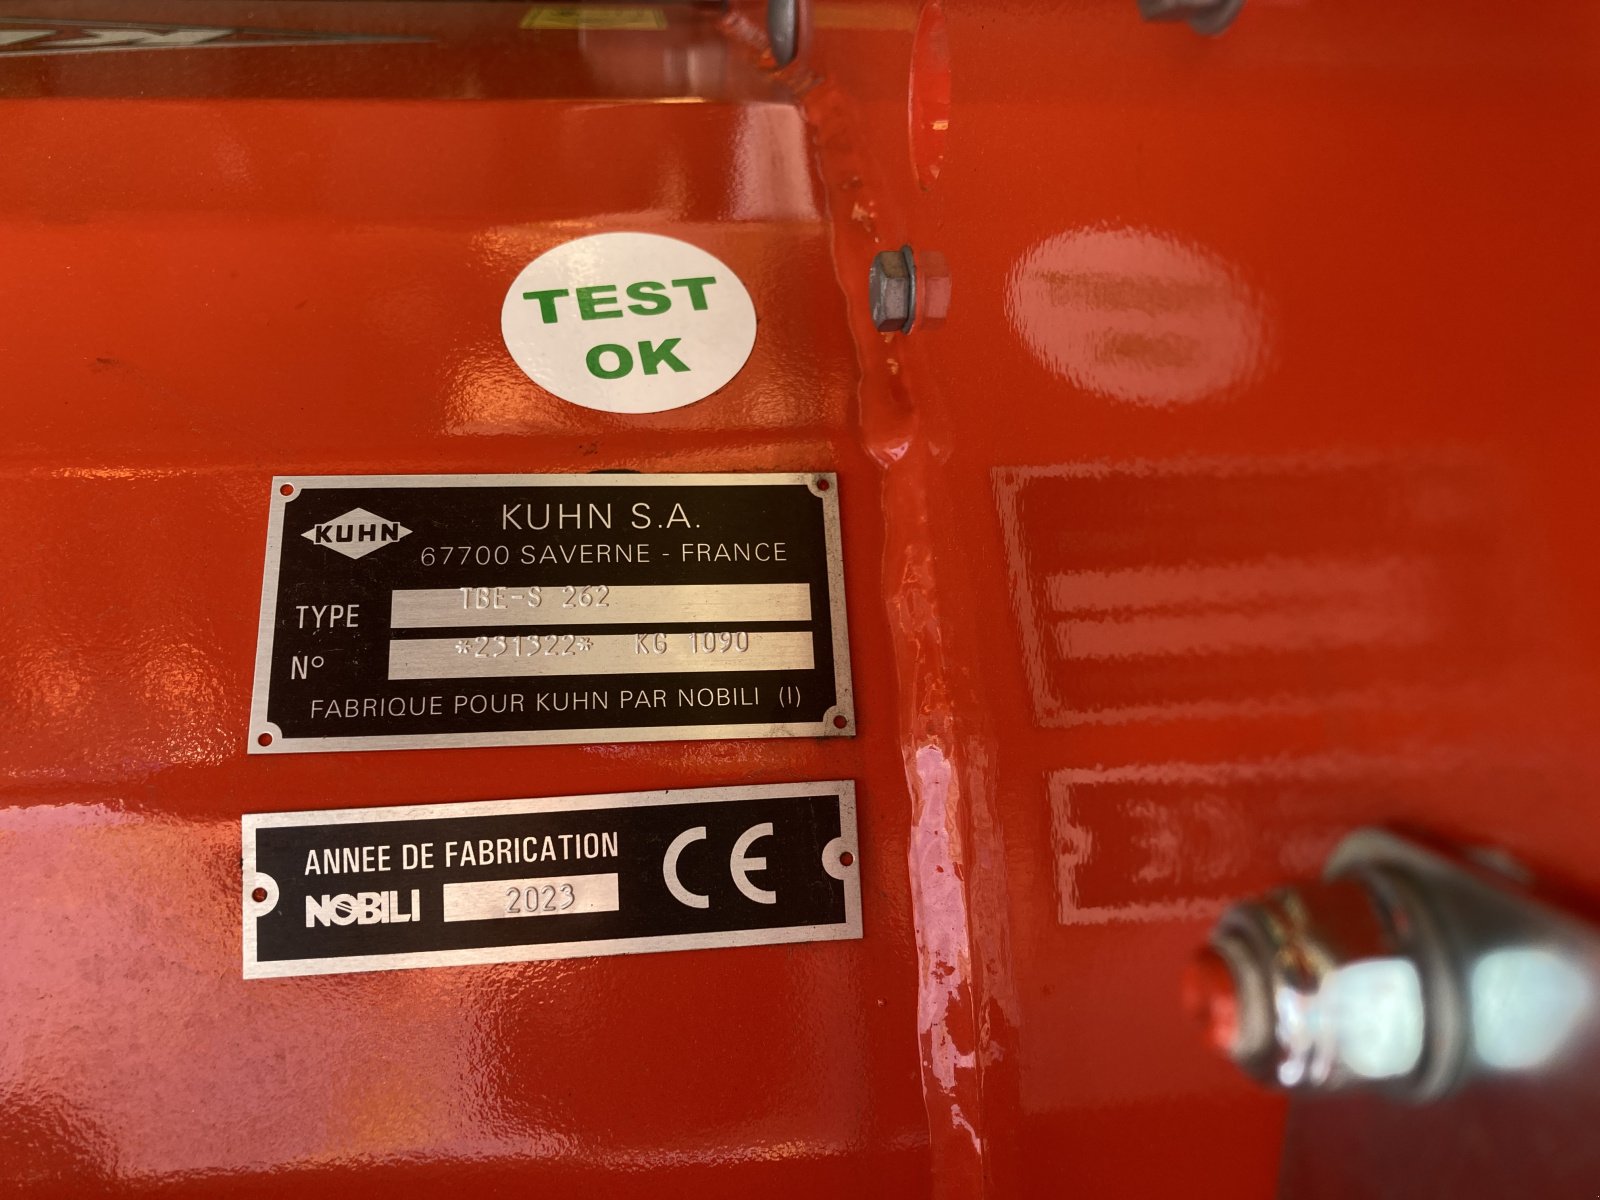 TEST
OK
KUHN
KUHN S.A.
67700 SAVERNE - FRANCE
TYPE TBE-S 262
N° *231322* KG 1090
FABRIQUE POUR KUHN PAR NOBILI (I)
ANNEE DE FABRICATION
NOBILI 2023
CE